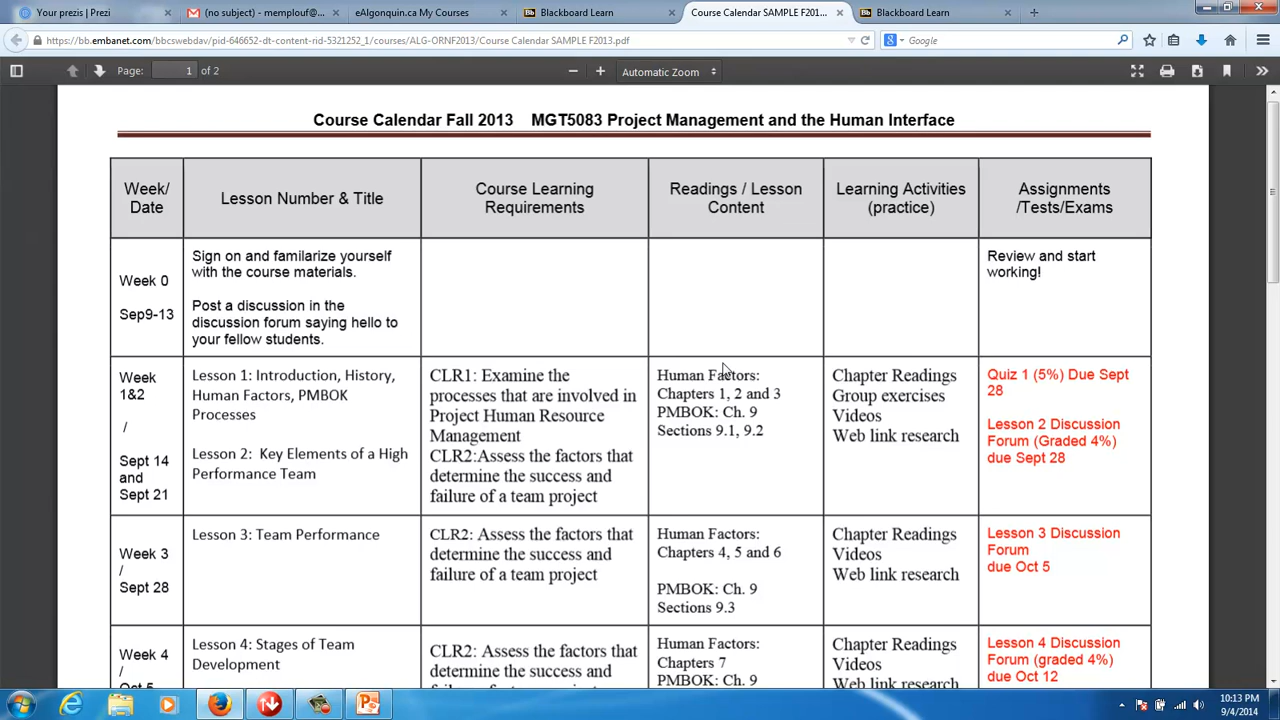 Your prezis | Prezi
(no subject) - memplouf@...
eAlgonquin.ca My Courses
Blackboard Learn
Course Calendar SAMPLE F201...
Blackboard Learn
https://bb.embanet.com/bbcswebdav/pid-646652-dt-content-rid-5321252_1/courses/ALG-ORNF2013/Course Calendar SAMPLE F2013.pdf
Google
Page: 1 of 2
Automatic Zoom
Course Calendar Fall 2013 MGT5083 Project Management and the Human Interface
Week/
Date
Lesson Number & Title
Course Learning
Requirements
Readings / Lesson
Content
Learning Activities
(practice)
Assignments
/Tests/Exams
Week 0
Sep9-13
Sign on and familarize yourself
with the course materials.
Post a discussion in the
discussion forum saying hello to
your fellow students.
Review and start
working!
Week
1&2
/
Sept 14
and
Sept 21
Lesson 1: Introduction, History,
Human Factors, PMBOK
Processes
Lesson 2: Key Elements of a High
Performance Team
CLR1: Examine the
processes that are involved in
Project Human Resource
Management
CLR2:Assess the factors that
determine the success and
failure of a team project
Human Factors:
Chapters 1, 2 and 3
PMBOK: Ch. 9
Sections 9.1, 9.2
Chapter Readings
Group exercises
Videos
Web link research
Quiz 1 (5%) Due Sept
28
Lesson 2 Discussion
Forum (Graded 4%)
due Sept 28
Week 3
/
Sept 28
Lesson 3: Team Performance
CLR2: Assess the factors that
determine the success and
failure of a team project
Human Factors:
Chapters 4, 5 and 6
PMBOK: Ch. 9
Sections 9.3
Chapter Readings
Videos
Web link research
Lesson 3 Discussion
Forum
due Oct 5
Week 4
/
Oct 5
Lesson 4: Stages of Team
Development
CLR2: Assess the factors that
determine the success and
failure of a team project
Human Factors:
Chapters 7
PMBOK: Ch. 9
Chapter Readings
Videos
Web link research
Lesson 4 Discussion
Forum (graded 4%)
due Oct 12
10:13 PM
9/4/2014